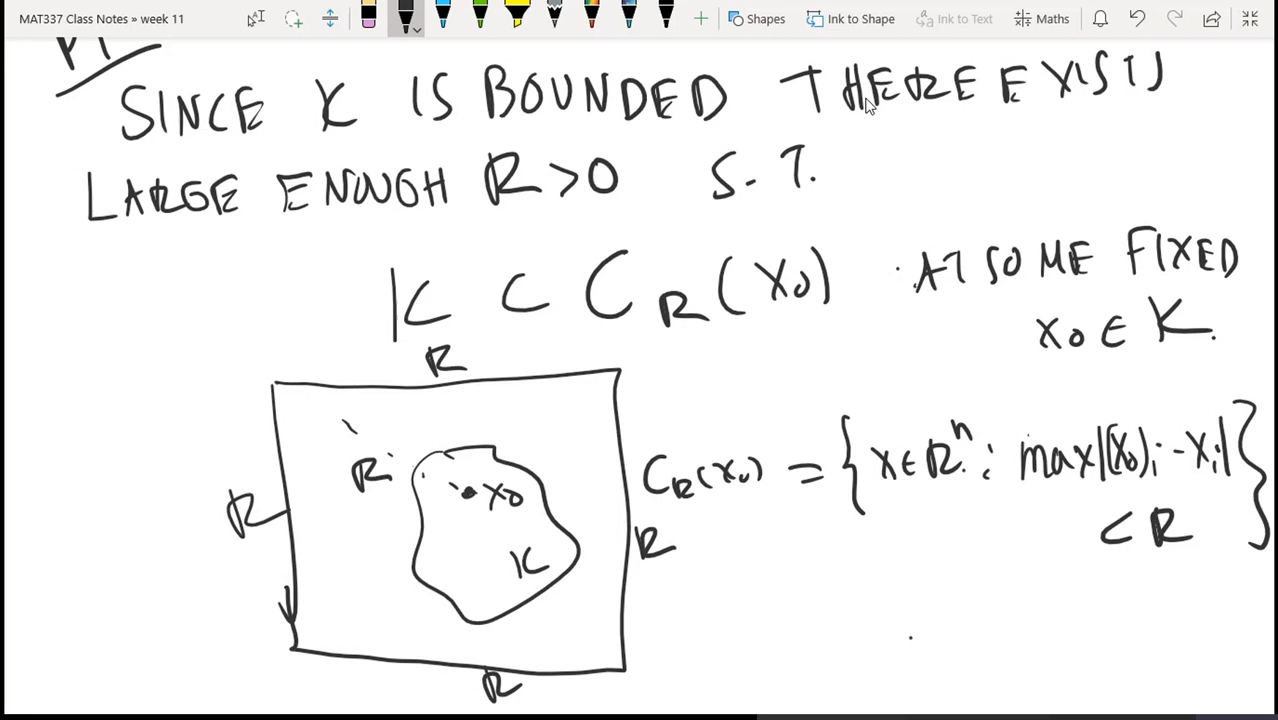 MAT337 Class Notes » week 11
Shapes Ink to Shape Ink to Text Maths
Pf
SINCE K IS BOUNDED THERE EXISTS
LARGE ENOUGH R>0 S.T.
K ⊂ C_R(x0) AT SOME FIXED
x0 ∈ K.
R
C_R(x0) = {x∈R^n : max|(x0)i - xi|
< R}
R
x0
R
K
R
R